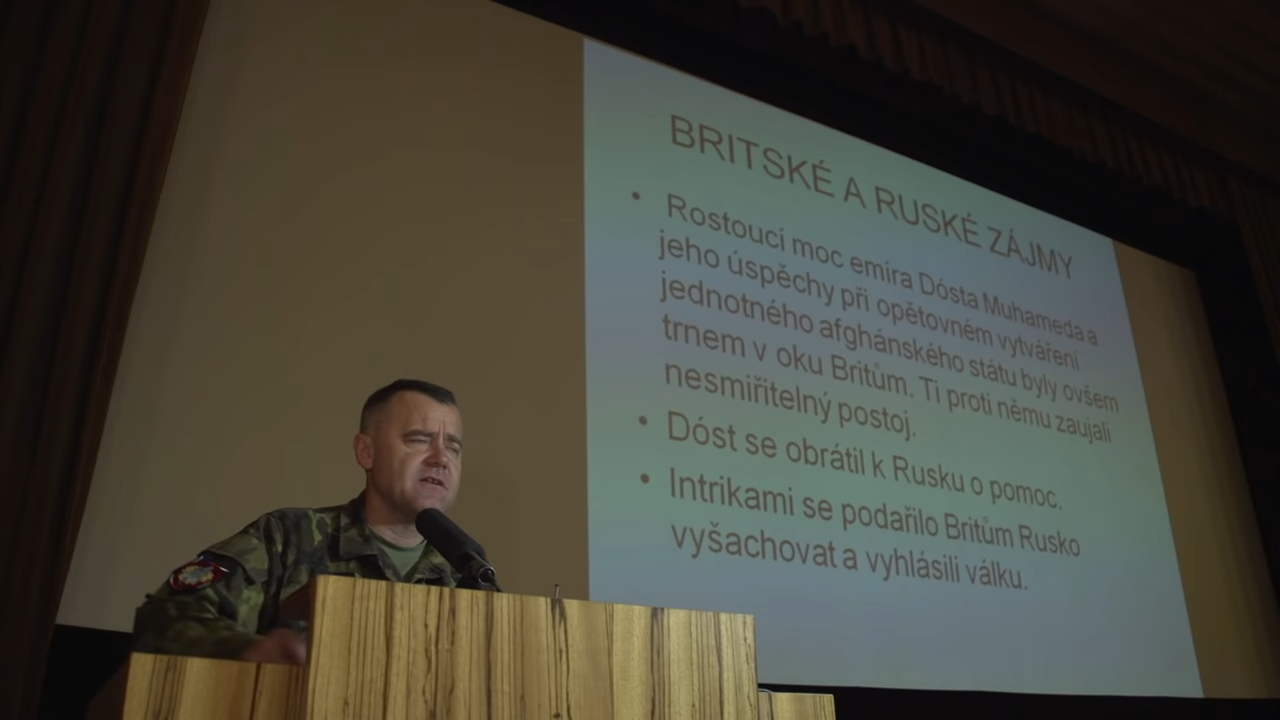 BRITSKÉ A RUSKÉ ZÁJMY
• Rostoucí moc emíra Dósta Muhameda a
jeho úspěchy při opětovném vytváření
jednotného afghánského státu byly ovšem
trnem v oku Britům. Ti proti němu zaujali
nesmiřitelný postoj.
• Dóst se obrátil k Rusku o pomoc.
• Intrikami se podařilo Britům Rusko
vyšachovat a vyhlásili válku.